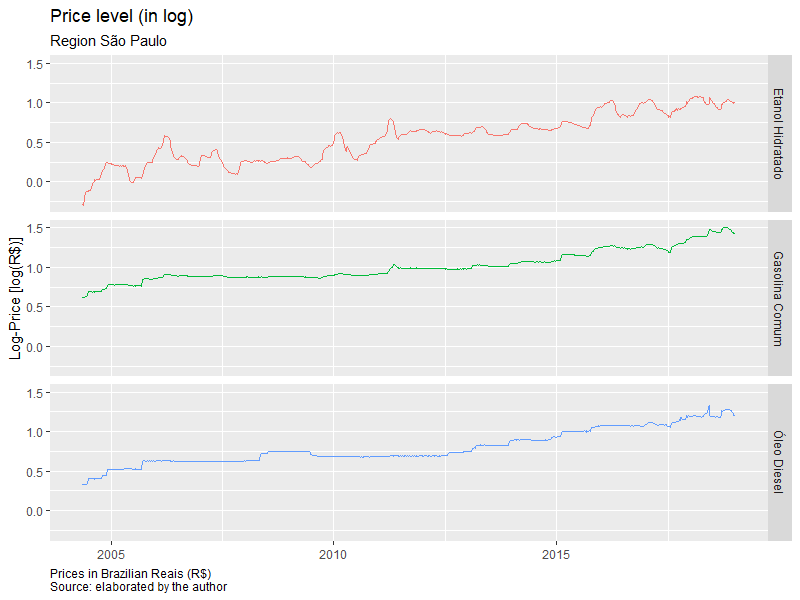 Price level (in log)
Region São Paulo
Log-Price [log(R$)]
1.5
1.0
0.5
0.0
Etanol Hidratado
1.5
1.0
0.5
0.0
Gasolina Comum
1.5
1.0
0.5
0.0
Óleo Diesel
2005
2010
2015
Prices in Brazilian Reais (R$)
Source: elaborated by the author